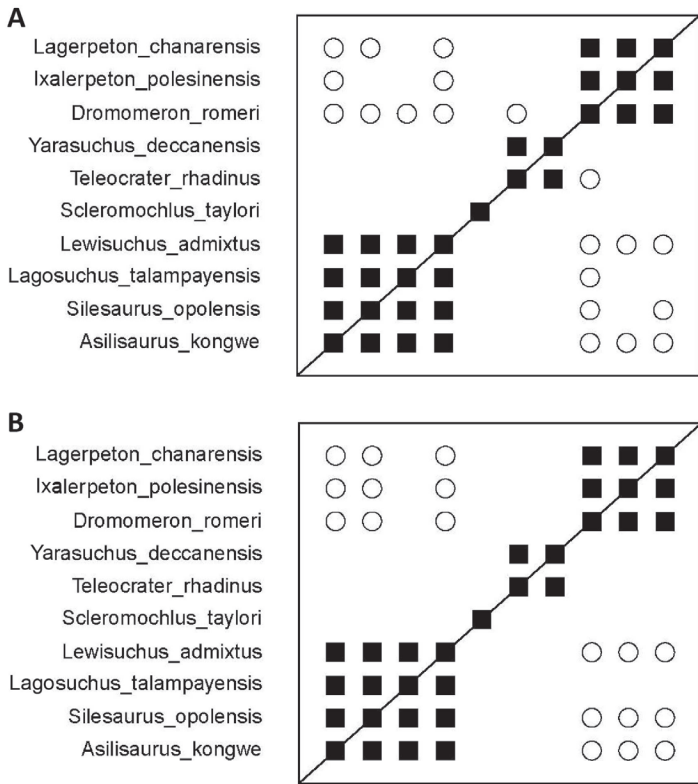 A
Lagerpeton_chanarensis
Ixalerpeton_polesinensis
Dromomeron_romeri
Yarasuchus_deccanensis
Teleocrater_rhadinus
Scleromochlus_taylori
Lewisuchus_admixtus
Lagosuchus_talampayensis
Silesaurus_opolensis
Asilisaurus_kongwe
B
Lagerpeton_chanarensis
Ixalerpeton_polesinensis
Dromomeron_romeri
Yarasuchus_deccanensis
Teleocrater_rhadinus
Scleromochlus_taylori
Lewisuchus_admixtus
Lagosuchus_talampayensis
Silesaurus_opolensis
Asilisaurus_kongwe